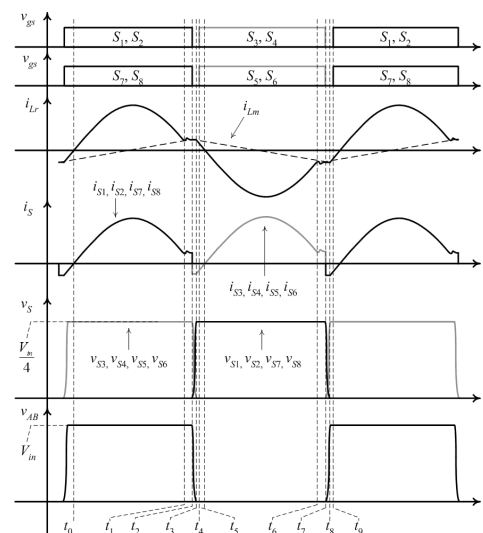 v_gs
S_1, S_2
S_3, S_4
S_1, S_2
v_gs
S_7, S_8
S_5, S_6
S_7, S_8
i_Lr
i_Lm
i_S1, i_S2, i_S7, i_S8
i_S
i_S3, i_S4, i_S5, i_S6
v_S
V_in
4
v_S3, v_S4, v_S5, v_S6
v_S1, v_S2, v_S7, v_S8
v_AB
V_in
t_0 t_1 t_2 t_3 t_4 t_5 t_6 t_7 t_8 t_9